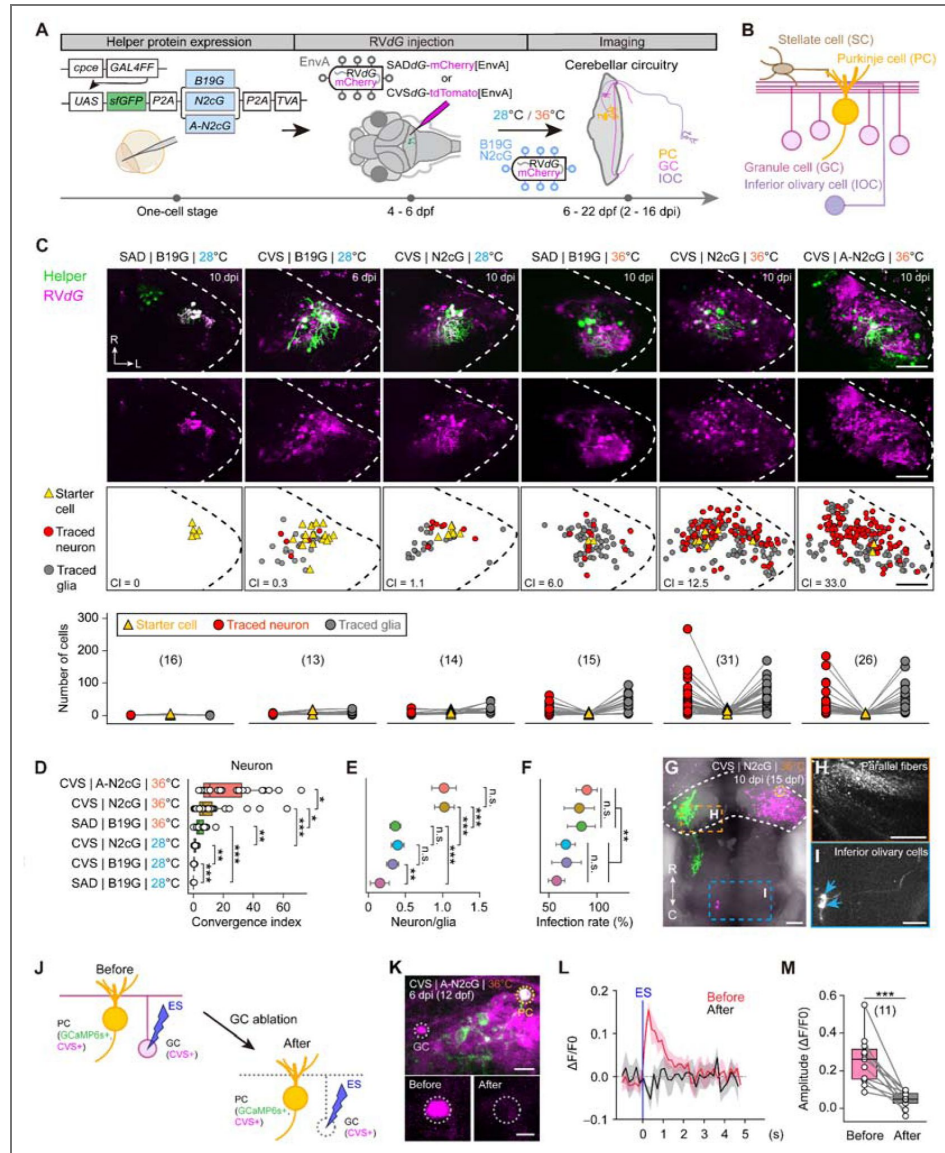 A
Helper protein expression
RVdG injection
Imaging
cpce
GAL4FF
UAS
sfGFP
P2A
B19G
N2cG
A-N2cG
P2A
TVA
EnvA
RVdG
mCherry
SADdG-mCherry[EnvA]
or
CVSdG-tdTomato[EnvA]
28°C / 36°C
B19G
N2cG
RVdG
mCherry
Cerebellar circuitry
PC
GC
IOC
One-cell stage
4 - 6 dpf
6 - 22 dpf (2 - 16 dpi)
B
Stellate cell (SC)
Purkinje cell (PC)
Granule cell (GC)
Inferior olivary cell (IOC)
C
SAD | B19G | 28°C
CVS | B19G | 28°C
CVS | N2cG | 28°C
SAD | B19G | 36°C
CVS | N2cG | 36°C
CVS | A-N2cG | 36°C
Helper
RVdG
10 dpi
6 dpi
10 dpi
10 dpi
10 dpi
10 dpi
R
L
Starter
cell
Traced
neuron
Traced
glia
CI = 0
CI = 0.3
CI = 1.1
CI = 6.0
CI = 12.5
CI = 33.0
Number of cells
300
200
100
0
Starter cell
Traced neuron
Traced glia
(16)
(13)
(14)
(15)
(31)
(26)
D
Neuron
CVS | A-N2cG | 36°C
CVS | N2cG | 36°C
SAD | B19G | 36°C
CVS | N2cG | 28°C
CVS | B19G | 28°C
SAD | B19G | 28°C
*
*
***
**
***
**
***
0 20 40 60
Convergence index
E
n.s.
***
***
n.s.
n.s.
***
**
0 0.5 1.0 1.5
Neuron/glia
F
n.s.
n.s.
**
50 100
Infection rate (%)
G
CVS | N2cG | 36°C
10 dpi (15 dpf)
H
I
R
C
H
Parallel fibers
I
Inferior olivary cells
J
Before
PC
(GCaMP6s+,
CVS+)
ES
GC
(CVS+)
GC ablation
After
PC
(GCaMP6s+,
CVS+)
ES
GC
(CVS+)
K
CVS | A-N2cG | 36°C
6 dpi (12 dpf)
PC
GC
Before
After
L
ES
Before
After
ΔF/F0
0.2
0.1
0.0
−0.1
0 1 2 3 4 5 (s)
M
***
(11)
Amplitude (ΔF/F0)
0.4
0.2
0.0
Before
After